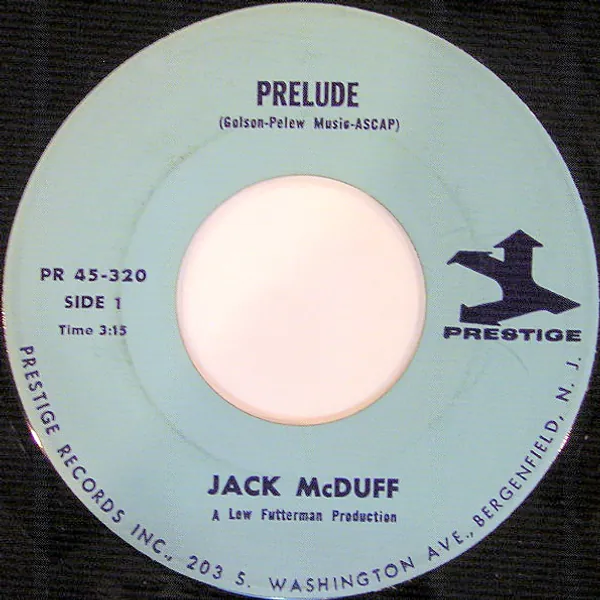 PRELUDE
(Golson-Pelew Music-ASCAP)
PR 45-320
SIDE 1
Time 3:15
PRESTIGE
JACK McDUFF
A Lew Futterman Production
PRESTIGE RECORDS INC., 203 S. WASHINGTON AVE., BERGENFIELD, N. J.